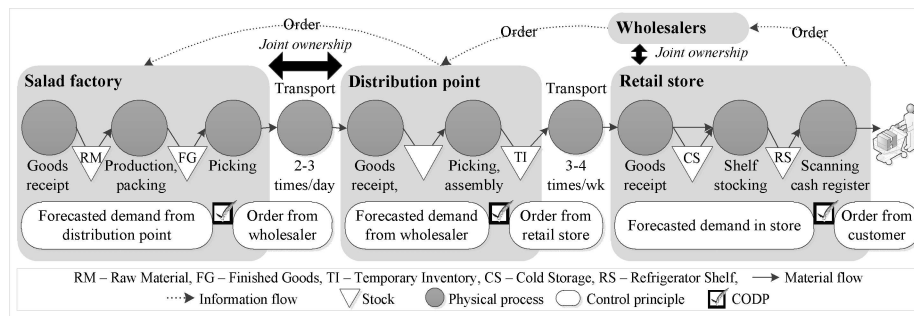 Order
Order
Wholesalers
Order
Joint ownership
Joint ownership
Salad factory
Transport
Distribution point
Transport
Retail store
RM
FG
TI
CS
RS
Goods
receipt
Production,
packing
Picking
2-3
times/day
Goods
receipt,
Picking,
assembly
3-4
times/wk
Goods
receipt
Shelf
stocking
Scanning
cash register
Forecasted demand from
distribution point
Order from
wholesaler
Forecasted demand
from wholesaler
Order from
retail store
Forecasted demand in store
Order from
customer
RM – Raw Material, FG – Finished Goods, TI – Temporary Inventory, CS – Cold Storage, RS – Refrigerator Shelf, Material flow
Information flow Stock Physical process Control principle CODP